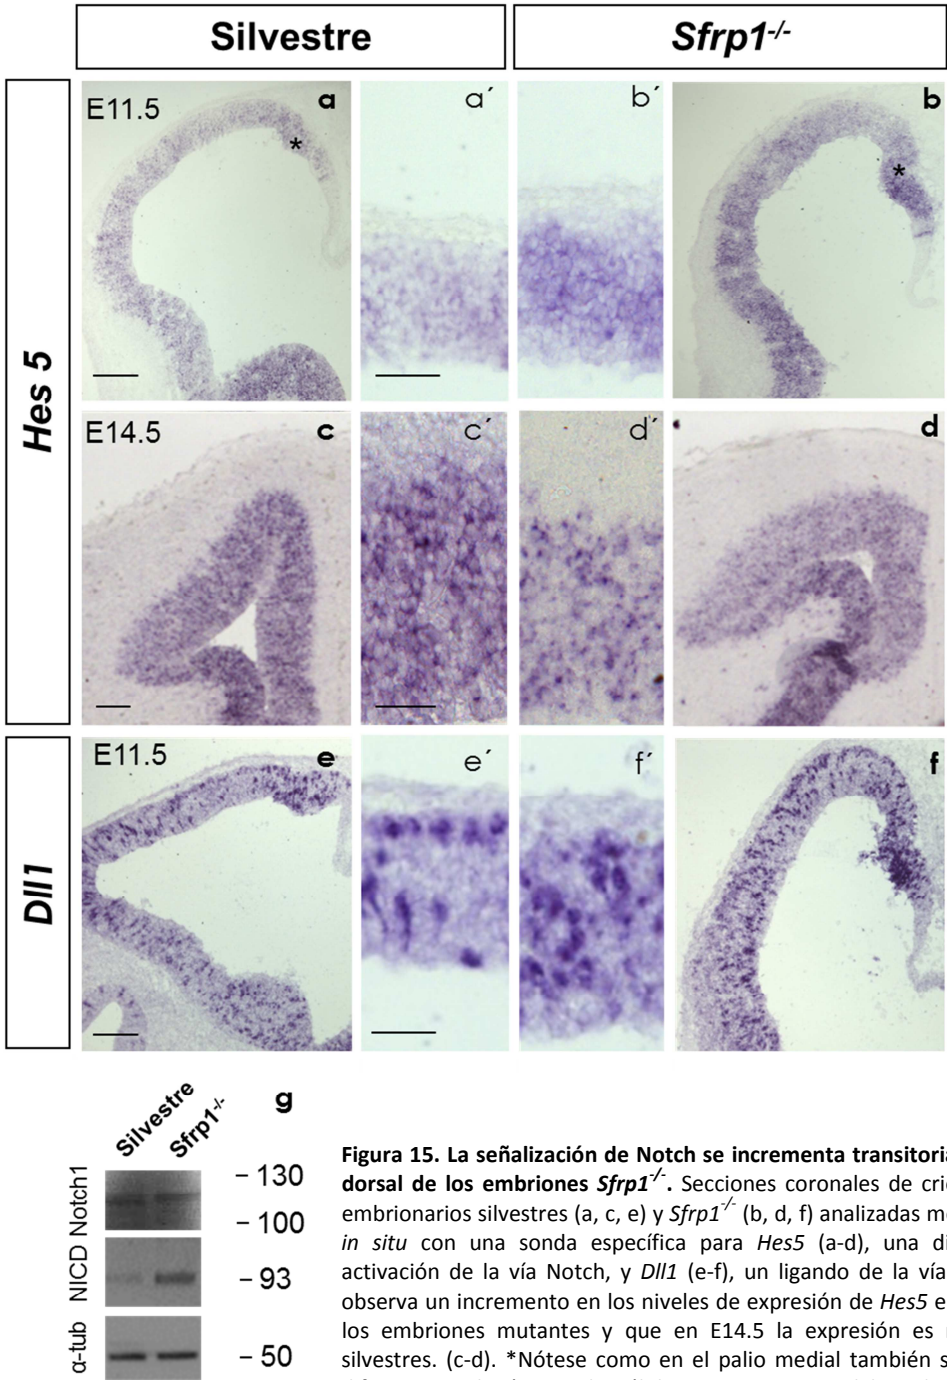 Silvestre
Sfrp1-/-
Hes 5
E11.5
a
*
a´
b´
b
*
E14.5
c
c´
d´
d
Dll1
E11.5
e
e´
f´
f
Silvestre
Sfrp1-/-
g
Notch1
– 130
– 100
NICD
– 93
α-tub
– 50
Figura 15. La señalización de Notch se incrementa
dorsal de los embriones Sfrp1-/-. Secciones coronales de
embrionarios silvestres (a, c, e) y Sfrp1-/- (b, d, f) analizadas
in situ con una sonda específica para Hes5 (a-d), una
activación de la vía Notch, y Dll1 (e-f), un ligando de la vía
observa un incremento en los niveles de expresión de Hes5
los embriones mutantes y que en E14.5 la expresión es
silvestres. (c-d). *Nótese como en el palio medial también